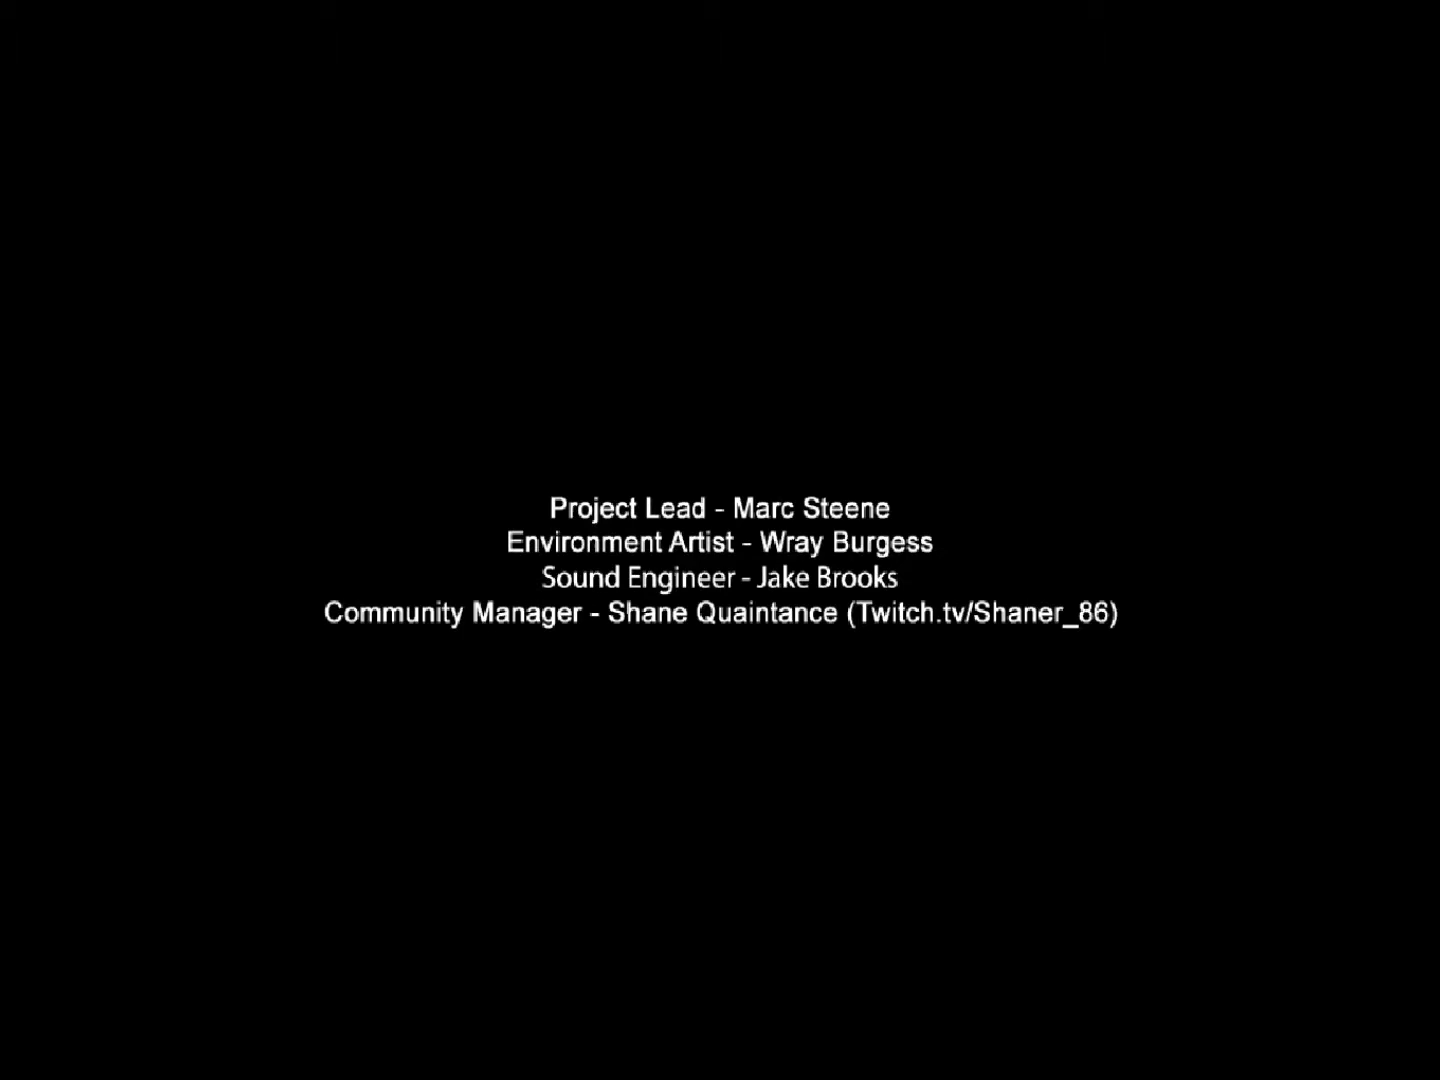 Project Lead - Marc Steene
Environment Artist - Wray Burgess
Sound Engineer - Jake Brooks
Community Manager - Shane Quaintance (Twitch.tv/Shaner_86)